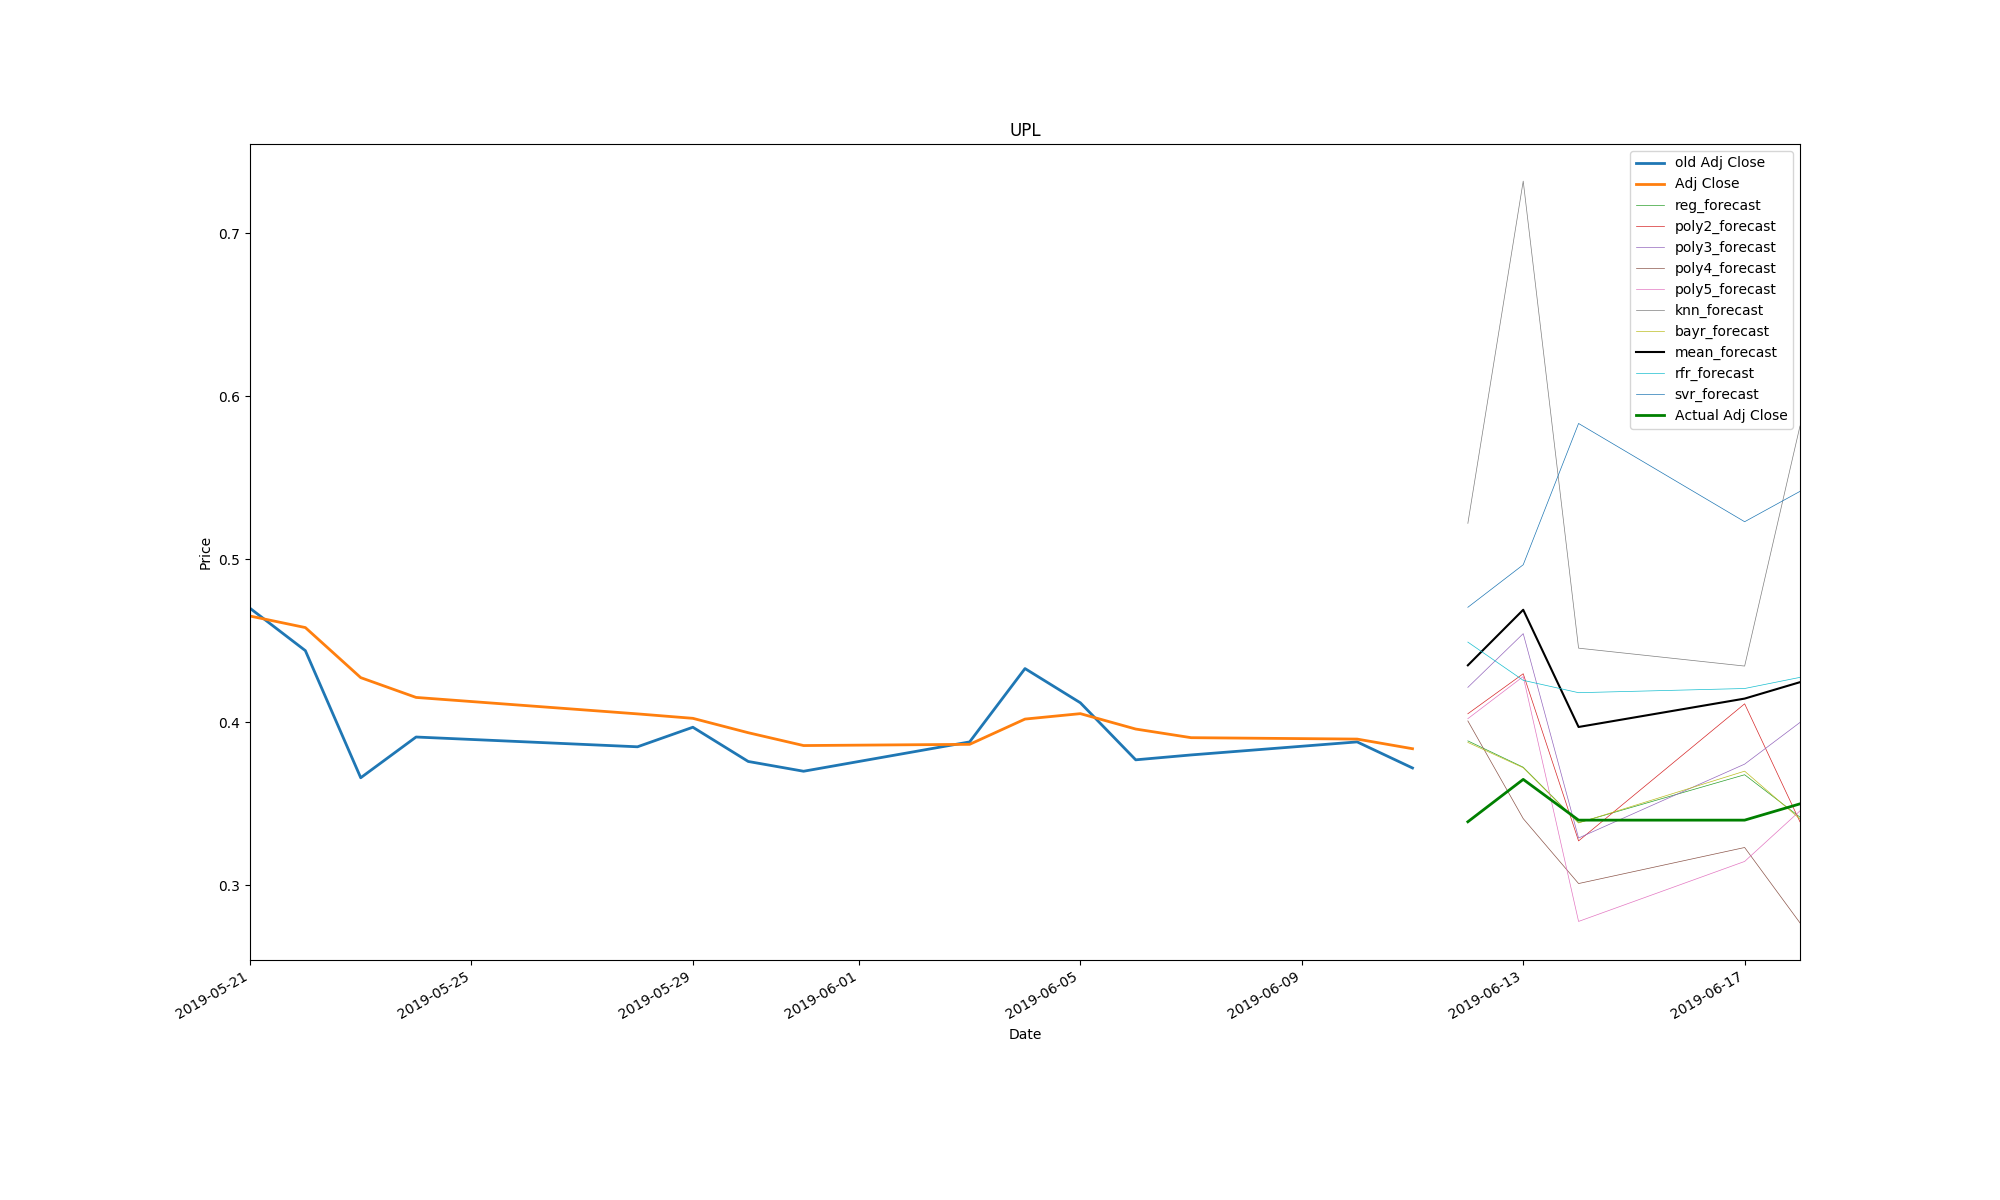 UPL
old Adj Close
Adj Close
reg_forecast
poly2_forecast
poly3_forecast
poly4_forecast
poly5_forecast
knn_forecast
bayr_forecast
mean_forecast
rfr_forecast
svr_forecast
Actual Adj Close
0.7
0.6
0.5
0.4
0.3
Price
2019-05-21
2019-05-25
2019-05-29
2019-06-01
2019-06-05
2019-06-09
2019-06-13
2019-06-17
Date